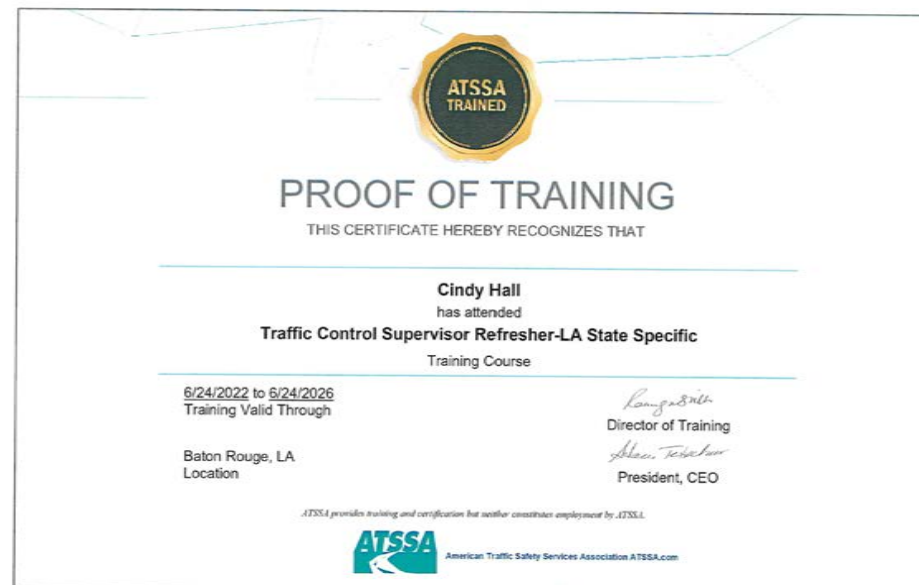 ATSSA
TRAINED
PROOF OF TRAINING
THIS CERTIFICATE HEREBY RECOGNIZES THAT
Cindy Hall
has attended
Traffic Control Supervisor Refresher-LA State Specific
Training Course
6/24/2022 to 6/24/2026
Training Valid Through
Director of Training
Baton Rouge, LA
Location
President, CEO
ATSSA provides training and certification but neither constitutes employment by ATSSA.
ATSSA
American Traffic Safety Services Association ATSSA.com